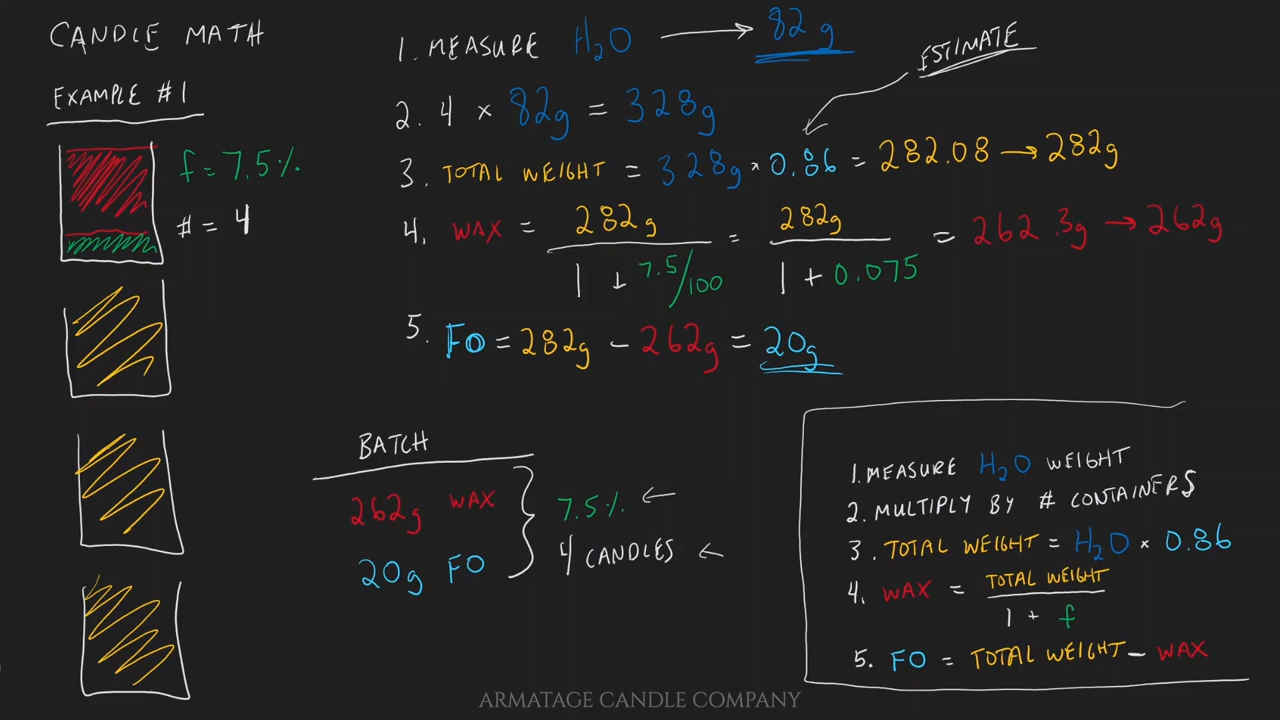 CANDLE MATH
EXAMPLE #1
f = 7.5%
# = 4
1. MEASURE H₂O → 82g
ESTIMATE
2. 4 × 82g = 328g
3. TOTAL WEIGHT = 328g × 0.86 = 282.08 → 282g
4. WAX = 282g / 1 + 7.5/100 = 282g / 1 + 0.075 = 262.3g → 262g
5. FO = 282g - 262g = 20g
BATCH
262g WAX
20g FO
7.5% ←
4 CANDLES ←
1. MEASURE H₂O WEIGHT
2. MULTIPLY BY # CONTAINERS
3. TOTAL WEIGHT = H₂O × 0.86
4. WAX = TOTAL WEIGHT / 1 + f
5. FO = TOTAL WEIGHT - WAX
ARMATAGE CANDLE COMPANY